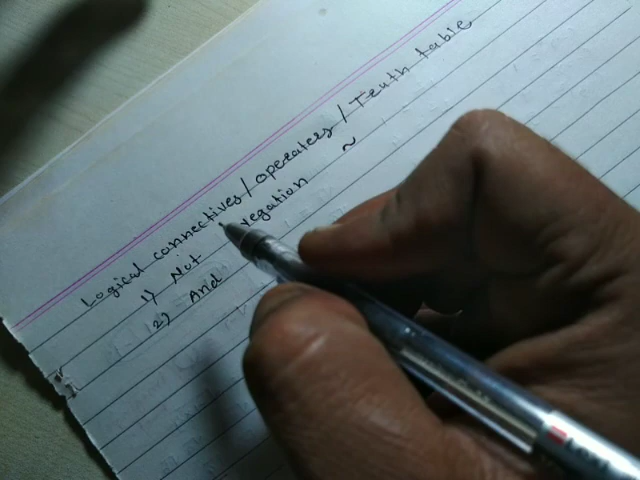 Logical connectives / operators / Truth table
1) Not negation ~
2) And